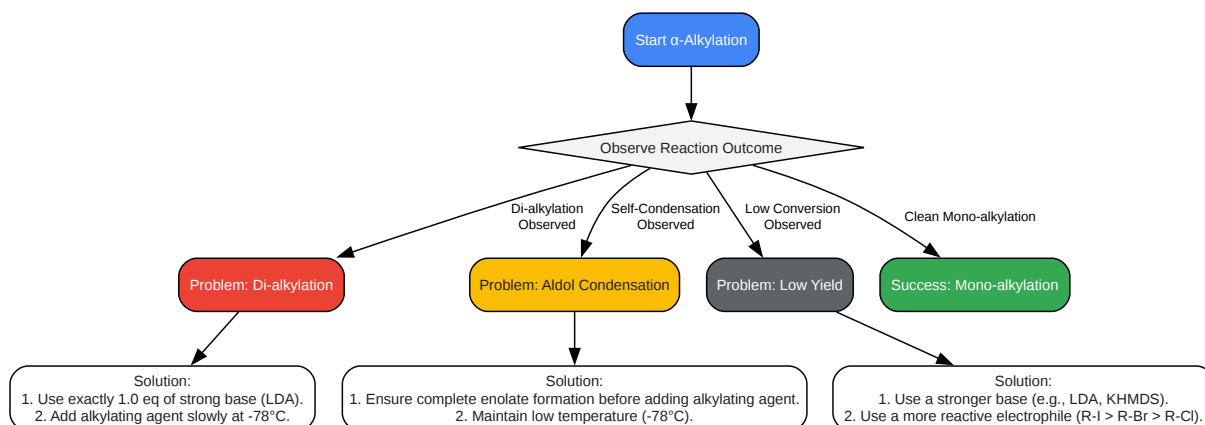 Start α-Alkylation
Observe Reaction Outcome
Di-alkylation
Observed
Self-Condensation
Observed
Low Conversion
Observed
Clean Mono-alkylation
Problem: Di-alkylation
Problem: Aldol Condensation
Problem: Low Yield
Success: Mono-alkylation
Solution:
1. Use exactly 1.0 eq of strong base (LDA).
2. Add alkylating agent slowly at -78°C.
Solution:
1. Ensure complete enolate formation before adding alkylating agent.
2. Maintain low temperature (-78°C).
Solution:
1. Use a stronger base (e.g., LDA, KHMDS).
2. Use a more reactive electrophile (R-I > R-Br > R-Cl).